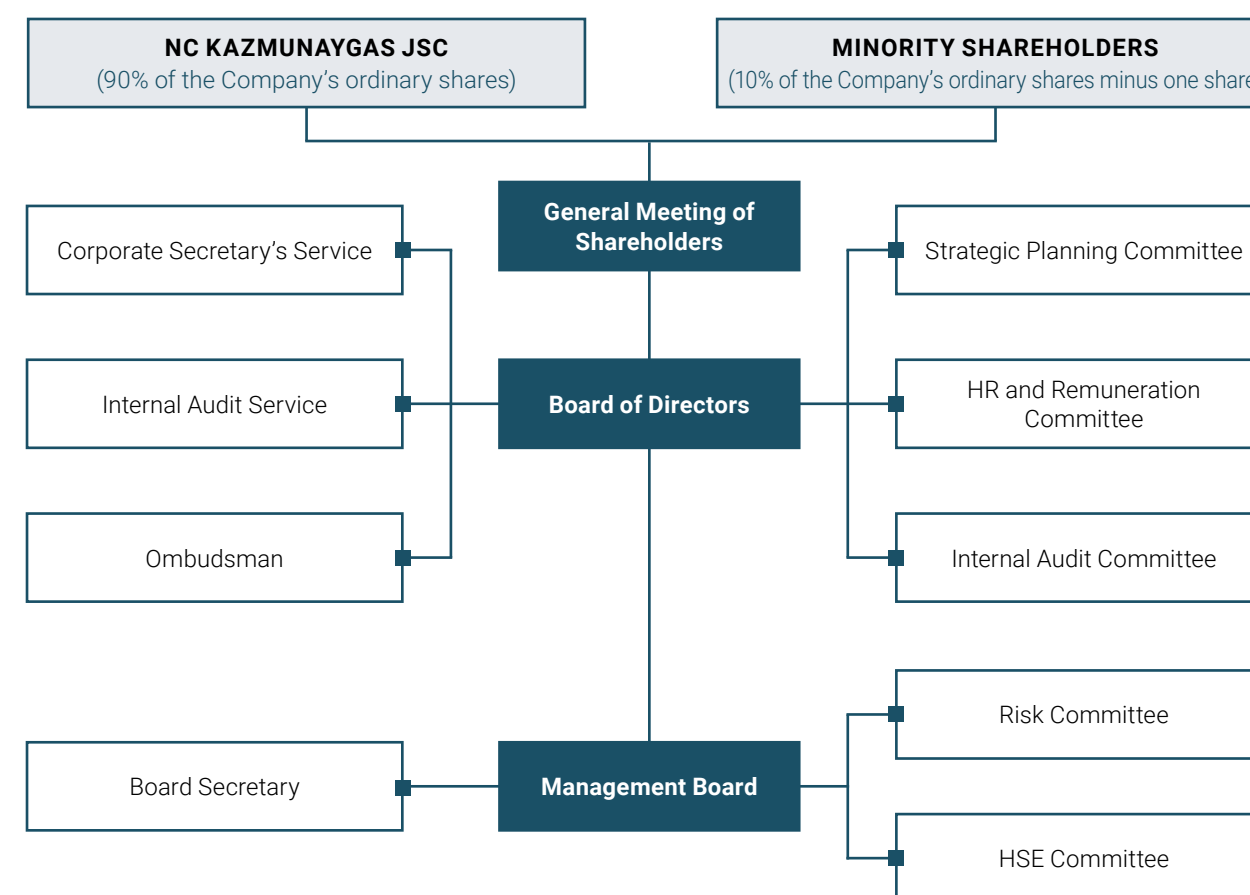 NC KAZMUNAYGAS JSC
(90% of the Company's ordinary shares)
MINORITY SHAREHOLDERS
(10% of the Company's ordinary shares minus one share
General Meeting of
Shareholders
Corporate Secretary's Service
Strategic Planning Committee
Internal Audit Service
Board of Directors
HR and Remuneration
Committee
Ombudsman
Internal Audit Committee
Risk Committee
Board Secretary
Management Board
HSE Committee